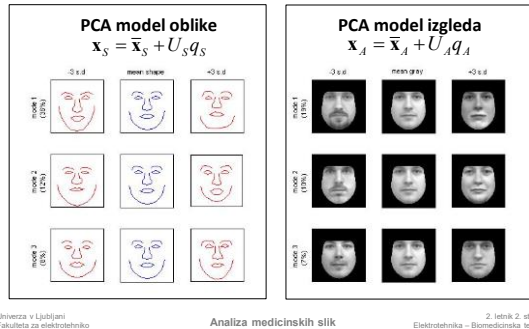 PCA model oblike
x_S = x̄_S + U_S q_S
-3 s.d mean shape +3 s.d
mode 1
mode 2
(12%)
mode 3
PCA model izgleda
x_A = x̄_A + U_A q_A
-3 s.d mean gray +3 s.d
mode 1
mode 2
(10%)
mode 3
(7%)
Univerza v Ljubljani
Fakulteta za elektrotehniko
Analiza medicinskih slik
2. letnik 2. st
Elektrotehnika – Biomedicinska te